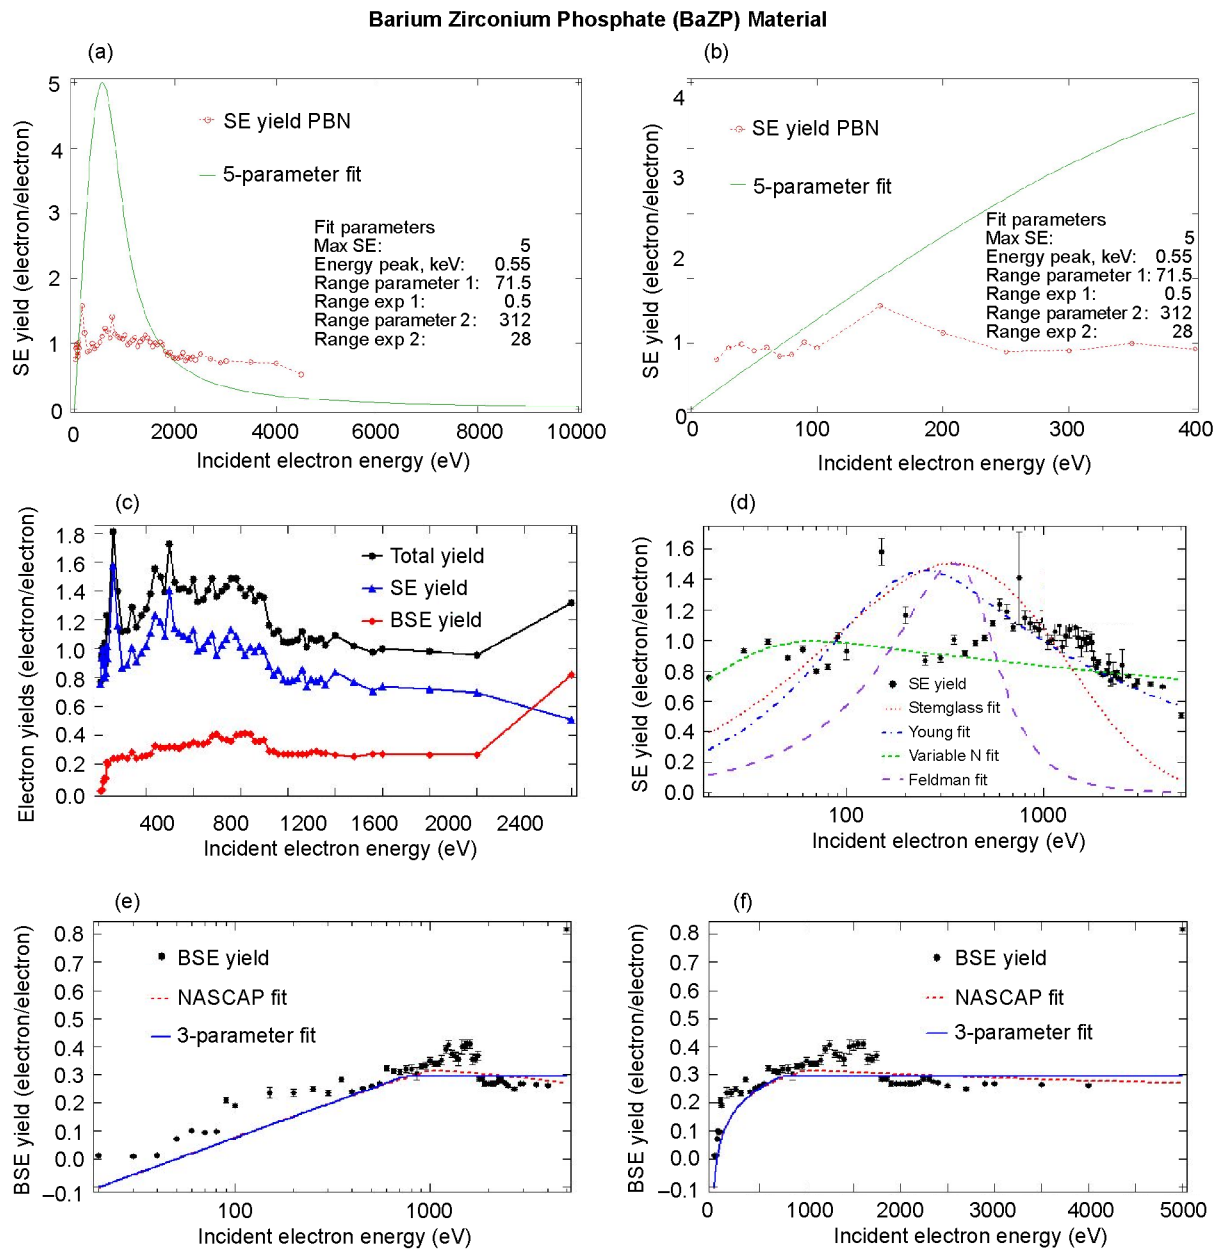 Barium Zirconium Phosphate (BaZP) Material
(a)
SE yield (electron/electron)
5
4
3
2
1
0
SE yield PBN
5-parameter fit
Fit parameters
Max SE: 5
Energy peak, keV: 0.55
Range parameter 1: 71.5
Range exp 1: 0.5
Range parameter 2: 312
Range exp 2: 28
0 2000 4000 6000 8000 10000
Incident electron energy (eV)
(b)
SE yield (electron/electron)
4
3
2
1
0
SE yield PBN
5-parameter fit
Fit parameters
Max SE: 5
Energy peak, keV: 0.55
Range parameter 1: 71.5
Range exp 1: 0.5
Range parameter 2: 312
Range exp 2: 28
0 100 200 300 400
Incident electron energy (eV)
(c)
Electron yields (electron/electron)
1.8
1.6
1.4
1.2
1.0
0.8
0.6
0.4
0.2
0.0
Total yield
SE yield
BSE yield
400 800 1200 1600 2000 2400
Incident electron energy (eV)
(d)
SE yield (electron/electron)
1.6
1.4
1.2
1.0
0.8
0.6
0.4
0.2
0.0
SE yield
Stemglass fit
Young fit
Variable N fit
Feldman fit
100 1000
Incident electron energy (eV)
(e)
BSE yield (electron/electron)
0.8
0.7
0.6
0.5
0.4
0.3
0.2
0.1
0.0
–0.1
BSE yield
NASCAP fit
3-parameter fit
100 1000
Incident electron energy (eV)
(f)
BSE yield (electron/electron)
0.8
0.7
0.6
0.5
0.4
0.3
0.2
0.1
0.0
–0.1
BSE yield
NASCAP fit
3-parameter fit
0 1000 2000 3000 4000 5000
Incident electron energy (eV)